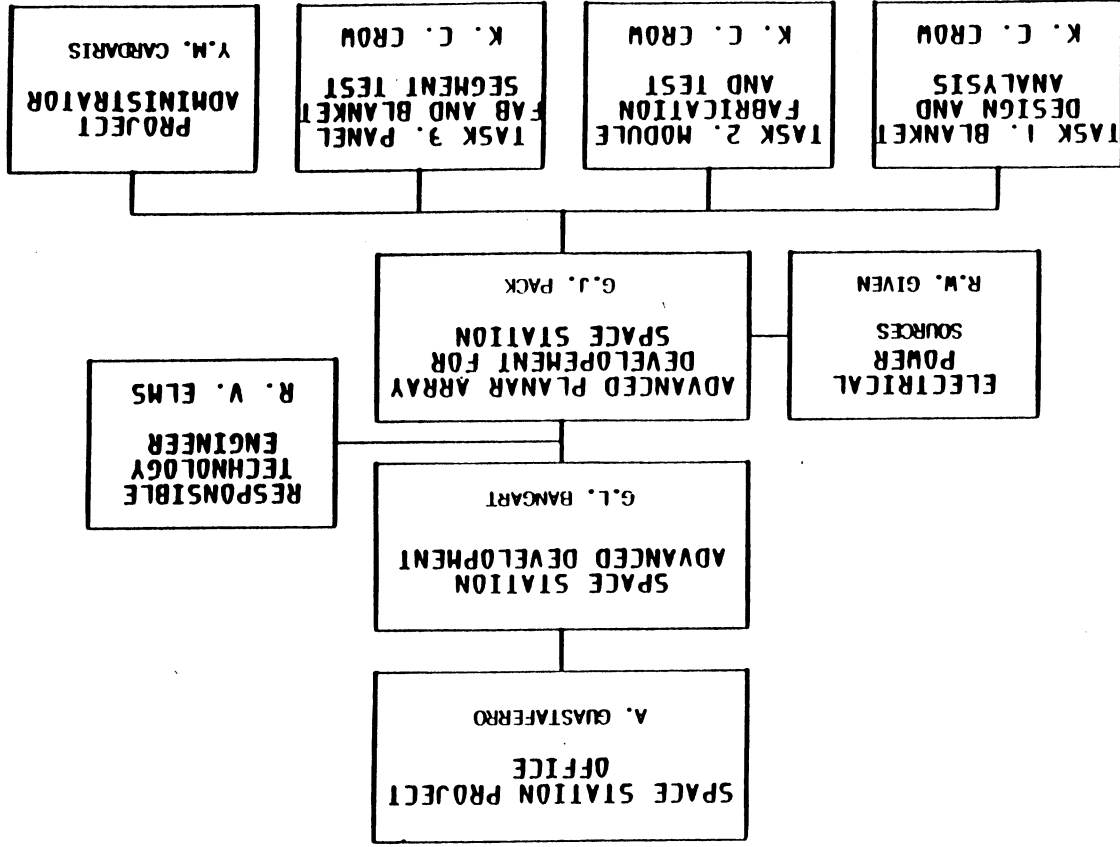 SPACE STATION PROJECT
OFFICE
A. GUASTAFERRO
SPACE STATION
ADVANCED DEVELOPMENT
G.L. BANGART
RESPONSIBLE
TECHNOLOGY
ENGINEER
R. V. ELMS
ELECTRICAL
POWER
SOURCES
R.W. GIVEN
ADVANCED PLANAR ARRAY
DEVELOPEMENT FOR
SPACE STATION
G.J. PACK
TASK 1. BLANKET
DESIGN AND
ANALYSIS
K. C. CROW
TASK 2. MODULE
FABRICATION
AND TEST
K. C. CROW
TASK 3. PANEL
FAB AND BLANKET
SEGMENT TEST
K. C. CROW
PROJECT
ADMINISTRATOR
Y.M. CARDARIS